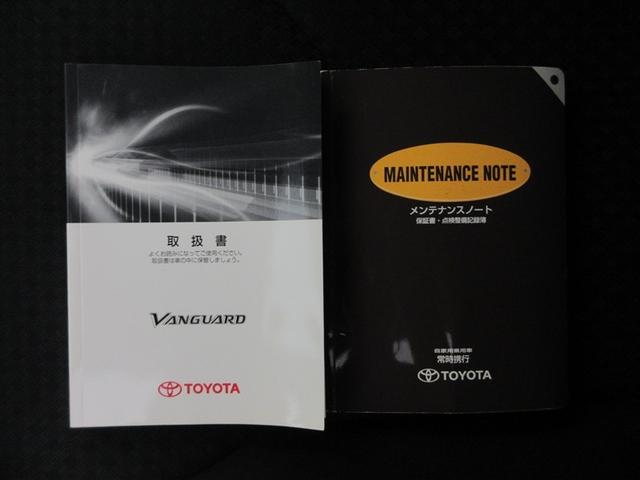 取扱書
よくお読みになってご使用ください。
取扱書は車の中に保管しましょう。
VANGUARD
TOYOTA
MAINTENANCE NOTE
メンテナンスノート
保証書・点検整備記録簿
自家用乗用車
常時携行
TOYOTA